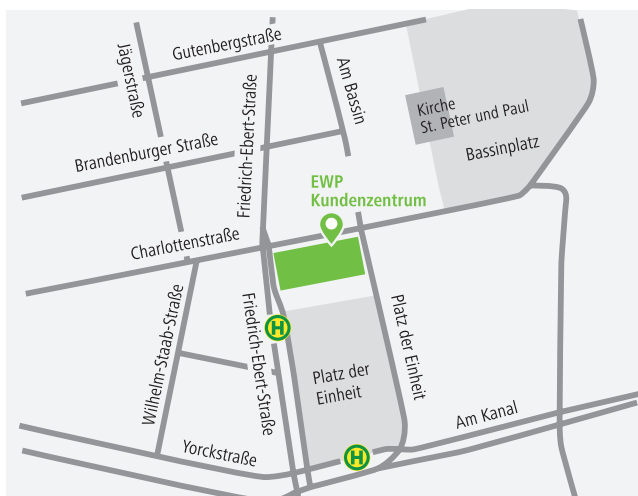 Gutenbergstraße
Jägerstraße
Friedrich-Ebert-Straße
Am Bassin
Kirche
St. Peter und Paul
Bassinplatz
Brandenburger Straße
EWP
Kundenzentrum
Charlottenstraße
Wilhelm-Staab-Straße
Friedrich-Ebert-Straße
H
Platz der Einheit
Platz der
Einheit
Am Kanal
Yorckstraße
H